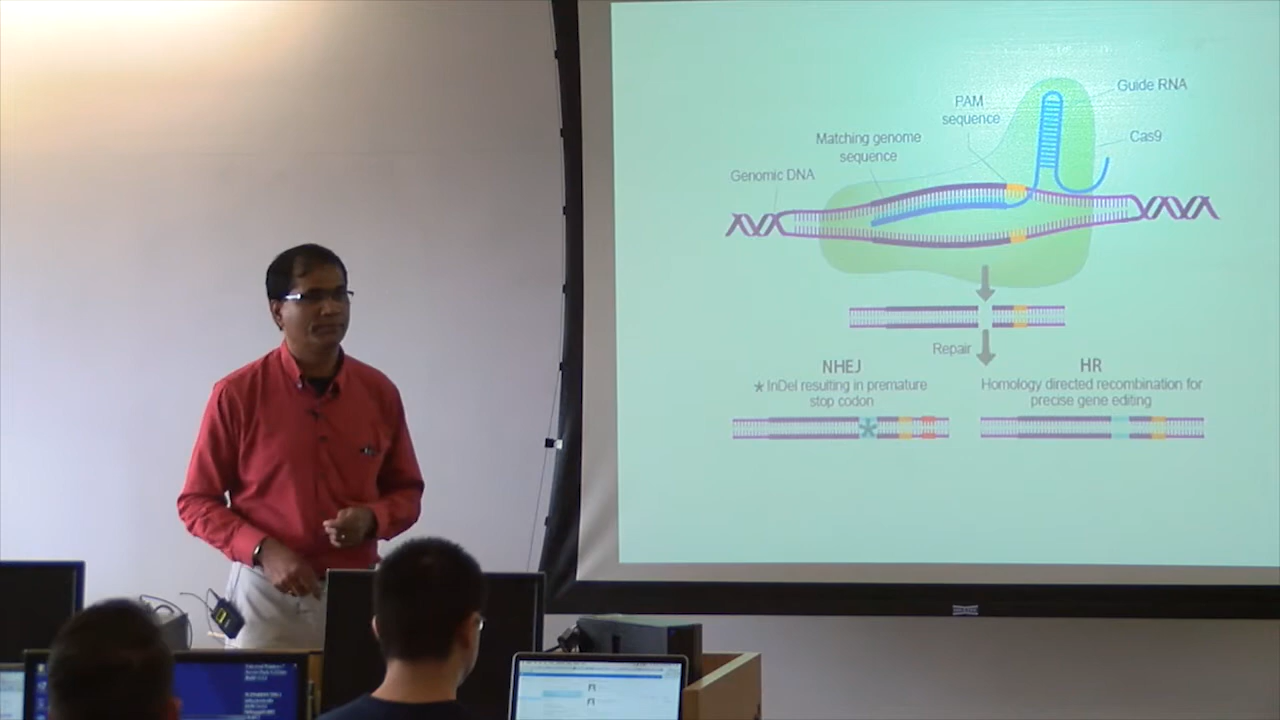 Guide RNA
PAM
sequence
Cas9
Matching genome
sequence
Genomic DNA
Repair
NHEJ
* InDel resulting in premature
stop codon
HR
Homology directed recombination for
precise gene editing